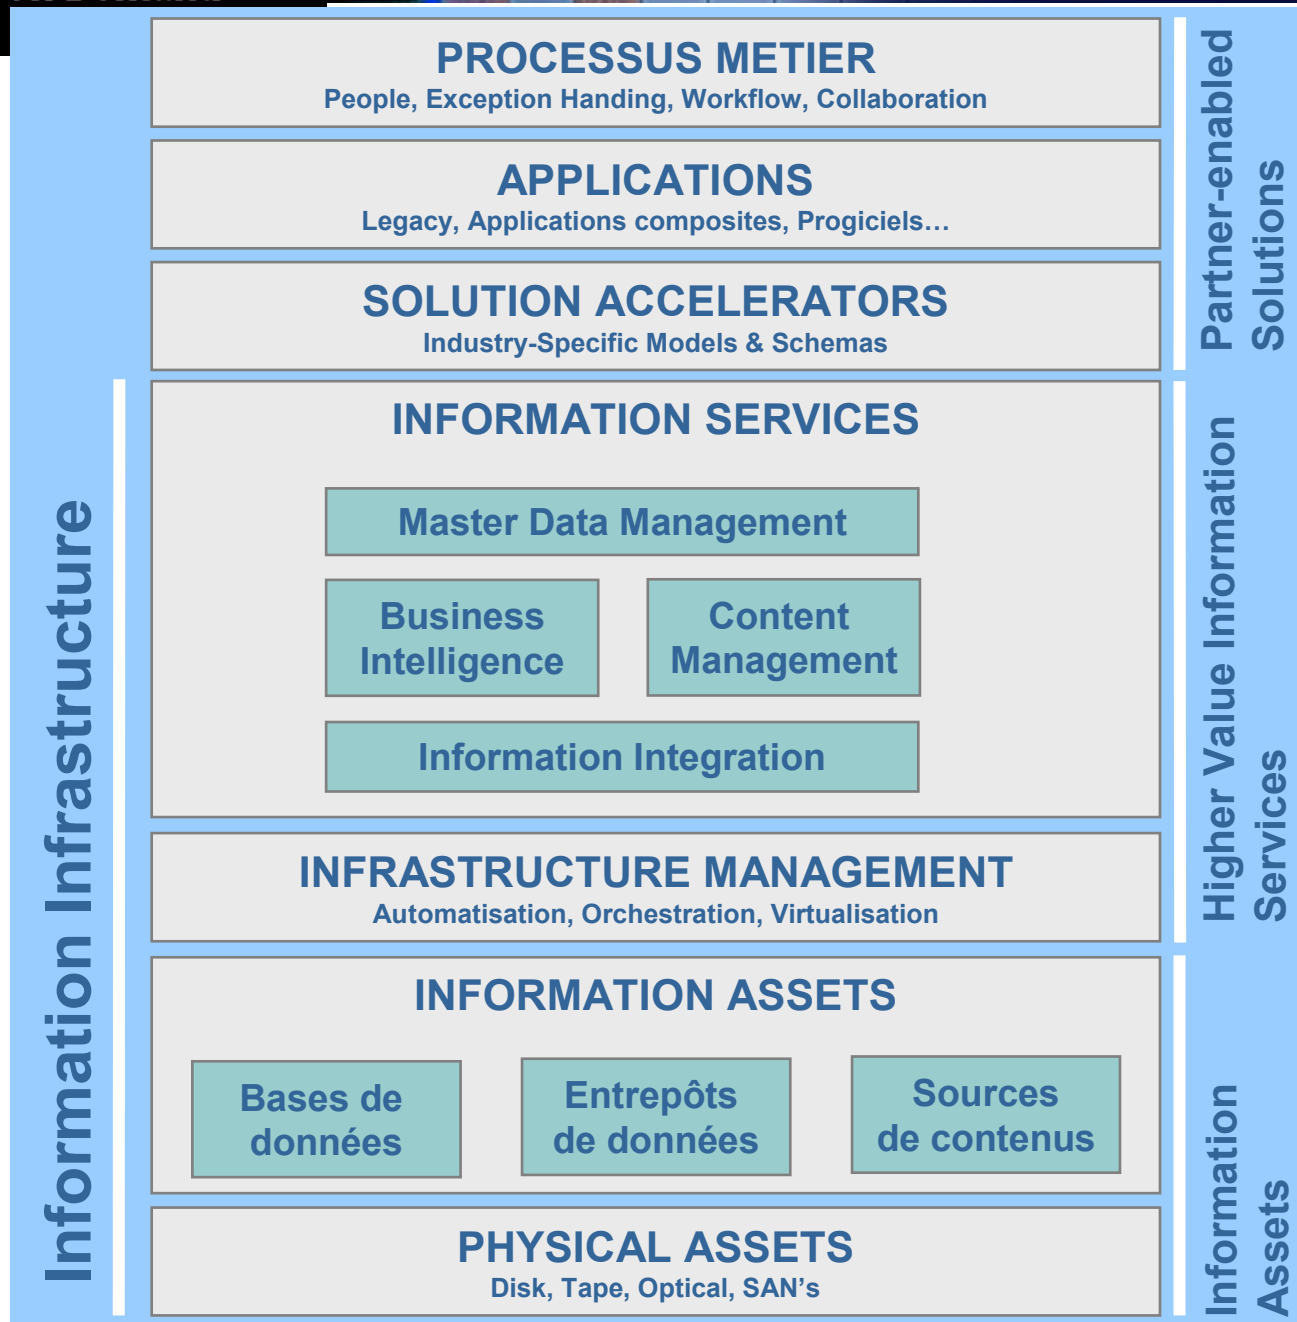 PROCESSUS METIER
People, Exception Handing, Workflow, Collaboration
APPLICATIONS
Legacy, Applications composites, Progiciels…
SOLUTION ACCELERATORS
Industry-Specific Models & Schemas
Partner-enabled
Solutions
Information Infrastructure
INFORMATION SERVICES
Master Data Management
Business
Intelligence
Content
Management
Information Integration
INFRASTRUCTURE MANAGEMENT
Automatisation, Orchestration, Virtualisation
Higher Value Information
Services
INFORMATION ASSETS
Bases de
données
Entrepôts
de données
Sources
de contenus
PHYSICAL ASSETS
Disk, Tape, Optical, SAN’s
Information
Assets